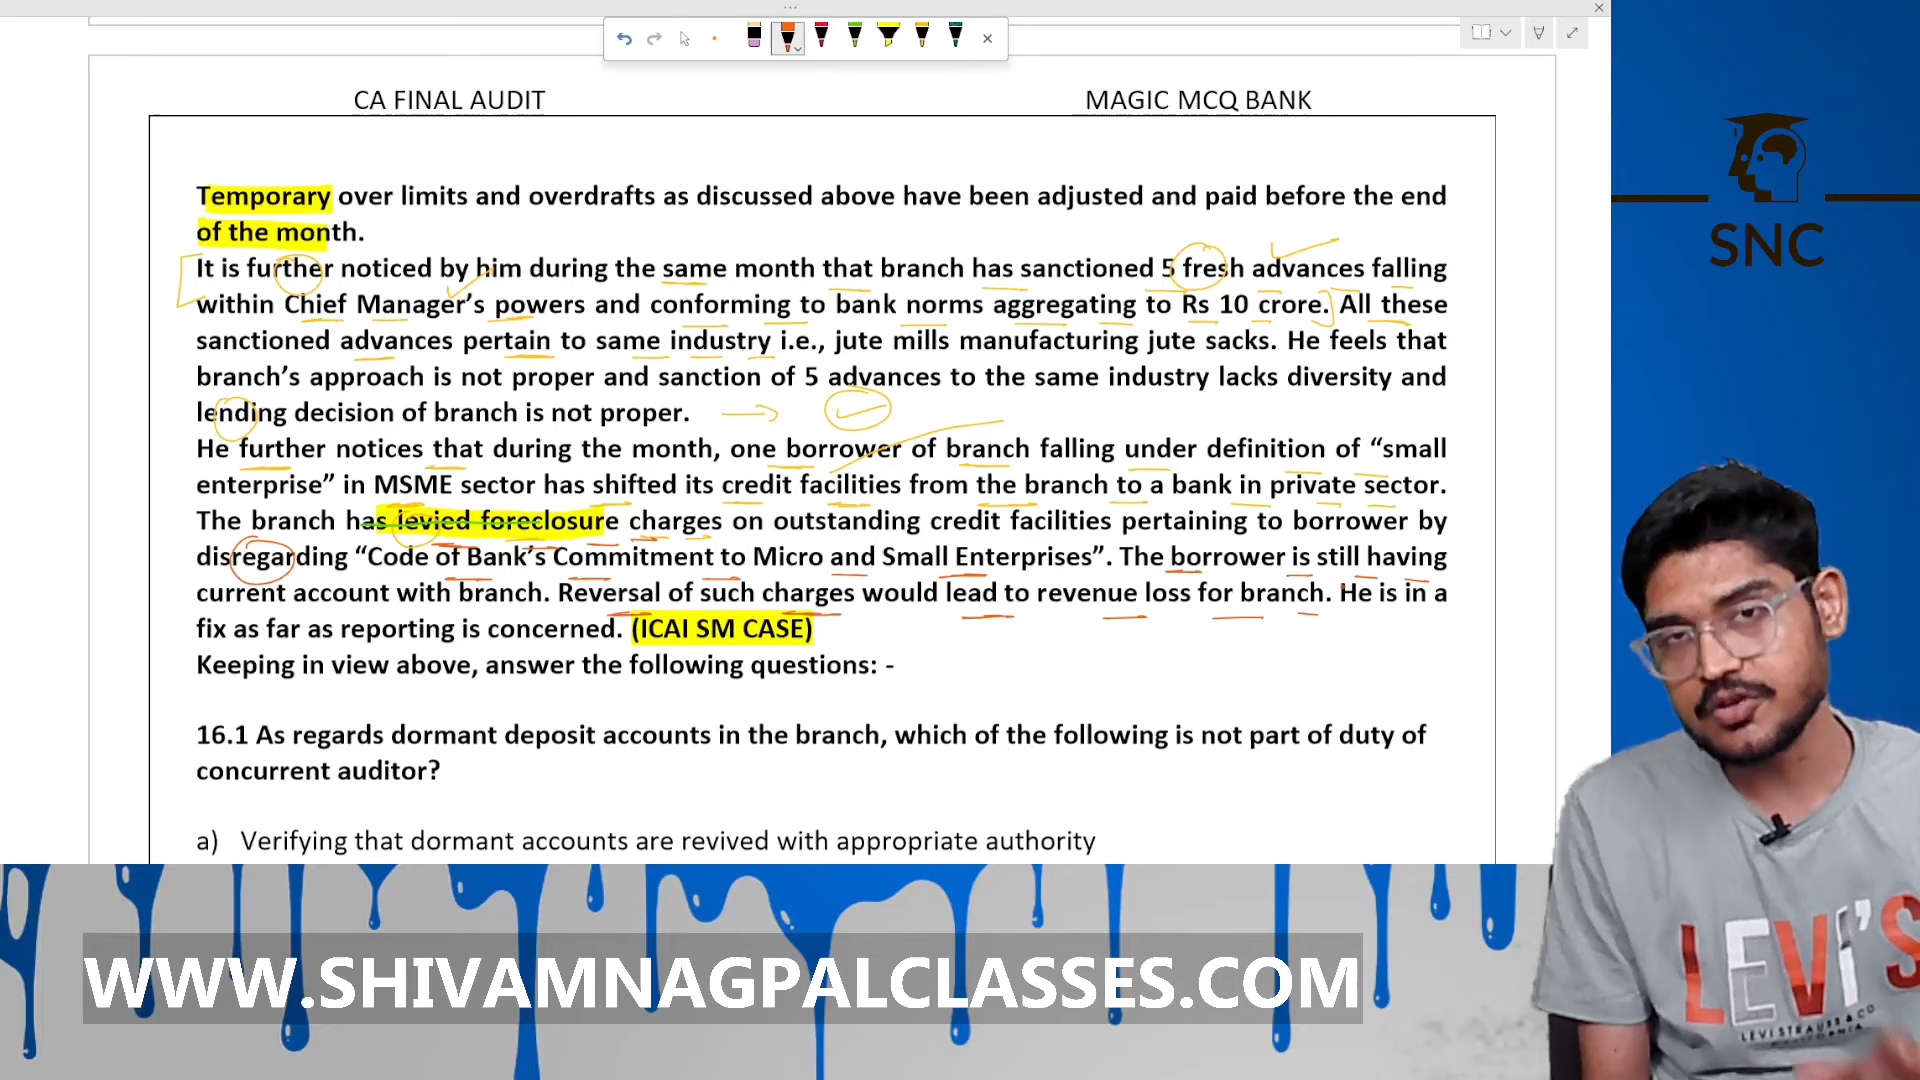 CA FINAL AUDIT
MAGIC MCQ BANK
Temporary over limits and overdrafts as discussed above have been adjusted and paid before the end
of the month.
It is further noticed by him during the same month that branch has sanctioned 5 fresh advances falling
within Chief Manager's powers and conforming to bank norms aggregating to Rs 10 crore. All these
sanctioned advances pertain to same industry i.e., jute mills manufacturing jute sacks. He feels that
branch's approach is not proper and sanction of 5 advances to the same industry lacks diversity and
lending decision of branch is not proper.
He further notices that during the month, one borrower of branch falling under definition of "small
enterprise" in MSME sector has shifted its credit facilities from the branch to a bank in private sector.
The branch has levied foreclosure charges on outstanding credit facilities pertaining to borrower by
disregarding "Code of Bank's Commitment to Micro and Small Enterprises". The borrower is still having
current account with branch. Reversal of such charges would lead to revenue loss for branch. He is in a
fix as far as reporting is concerned. (ICAI SM CASE)
Keeping in view above, answer the following questions: -
16.1 As regards dormant deposit accounts in the branch, which of the following is not part of duty of
concurrent auditor?
a) Verifying that dormant accounts are revived with appropriate authority
SNC
LEVI'S
LEVI STRAUSS & CO
CALIFORNIA
WWW.SHIVAMNAGPALCLASSES.COM